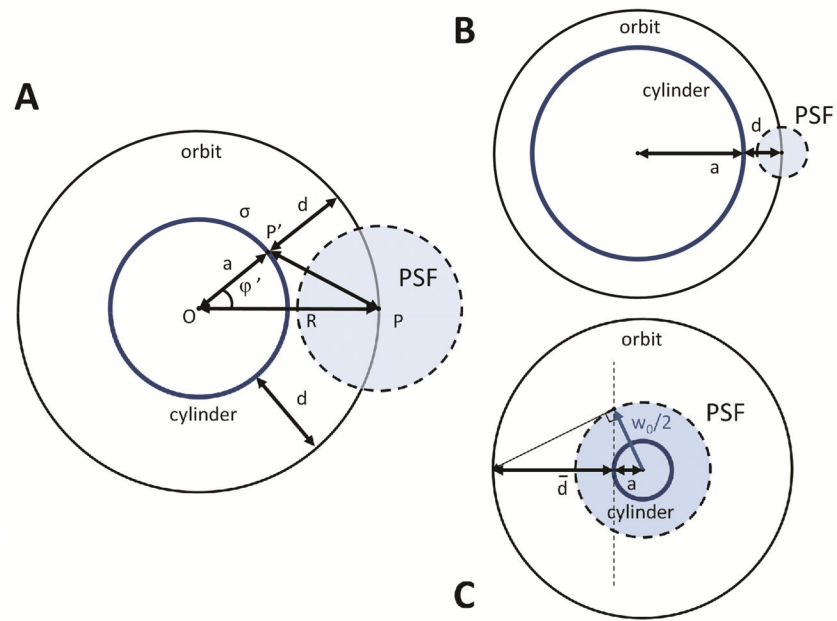 A
orbit
σ
P’
d
a
φ’
O
R
P
PSF
d
cylinder
B
orbit
cylinder
d
PSF
a
C
orbit
PSF
w₀/2
d̄
a
cylinder